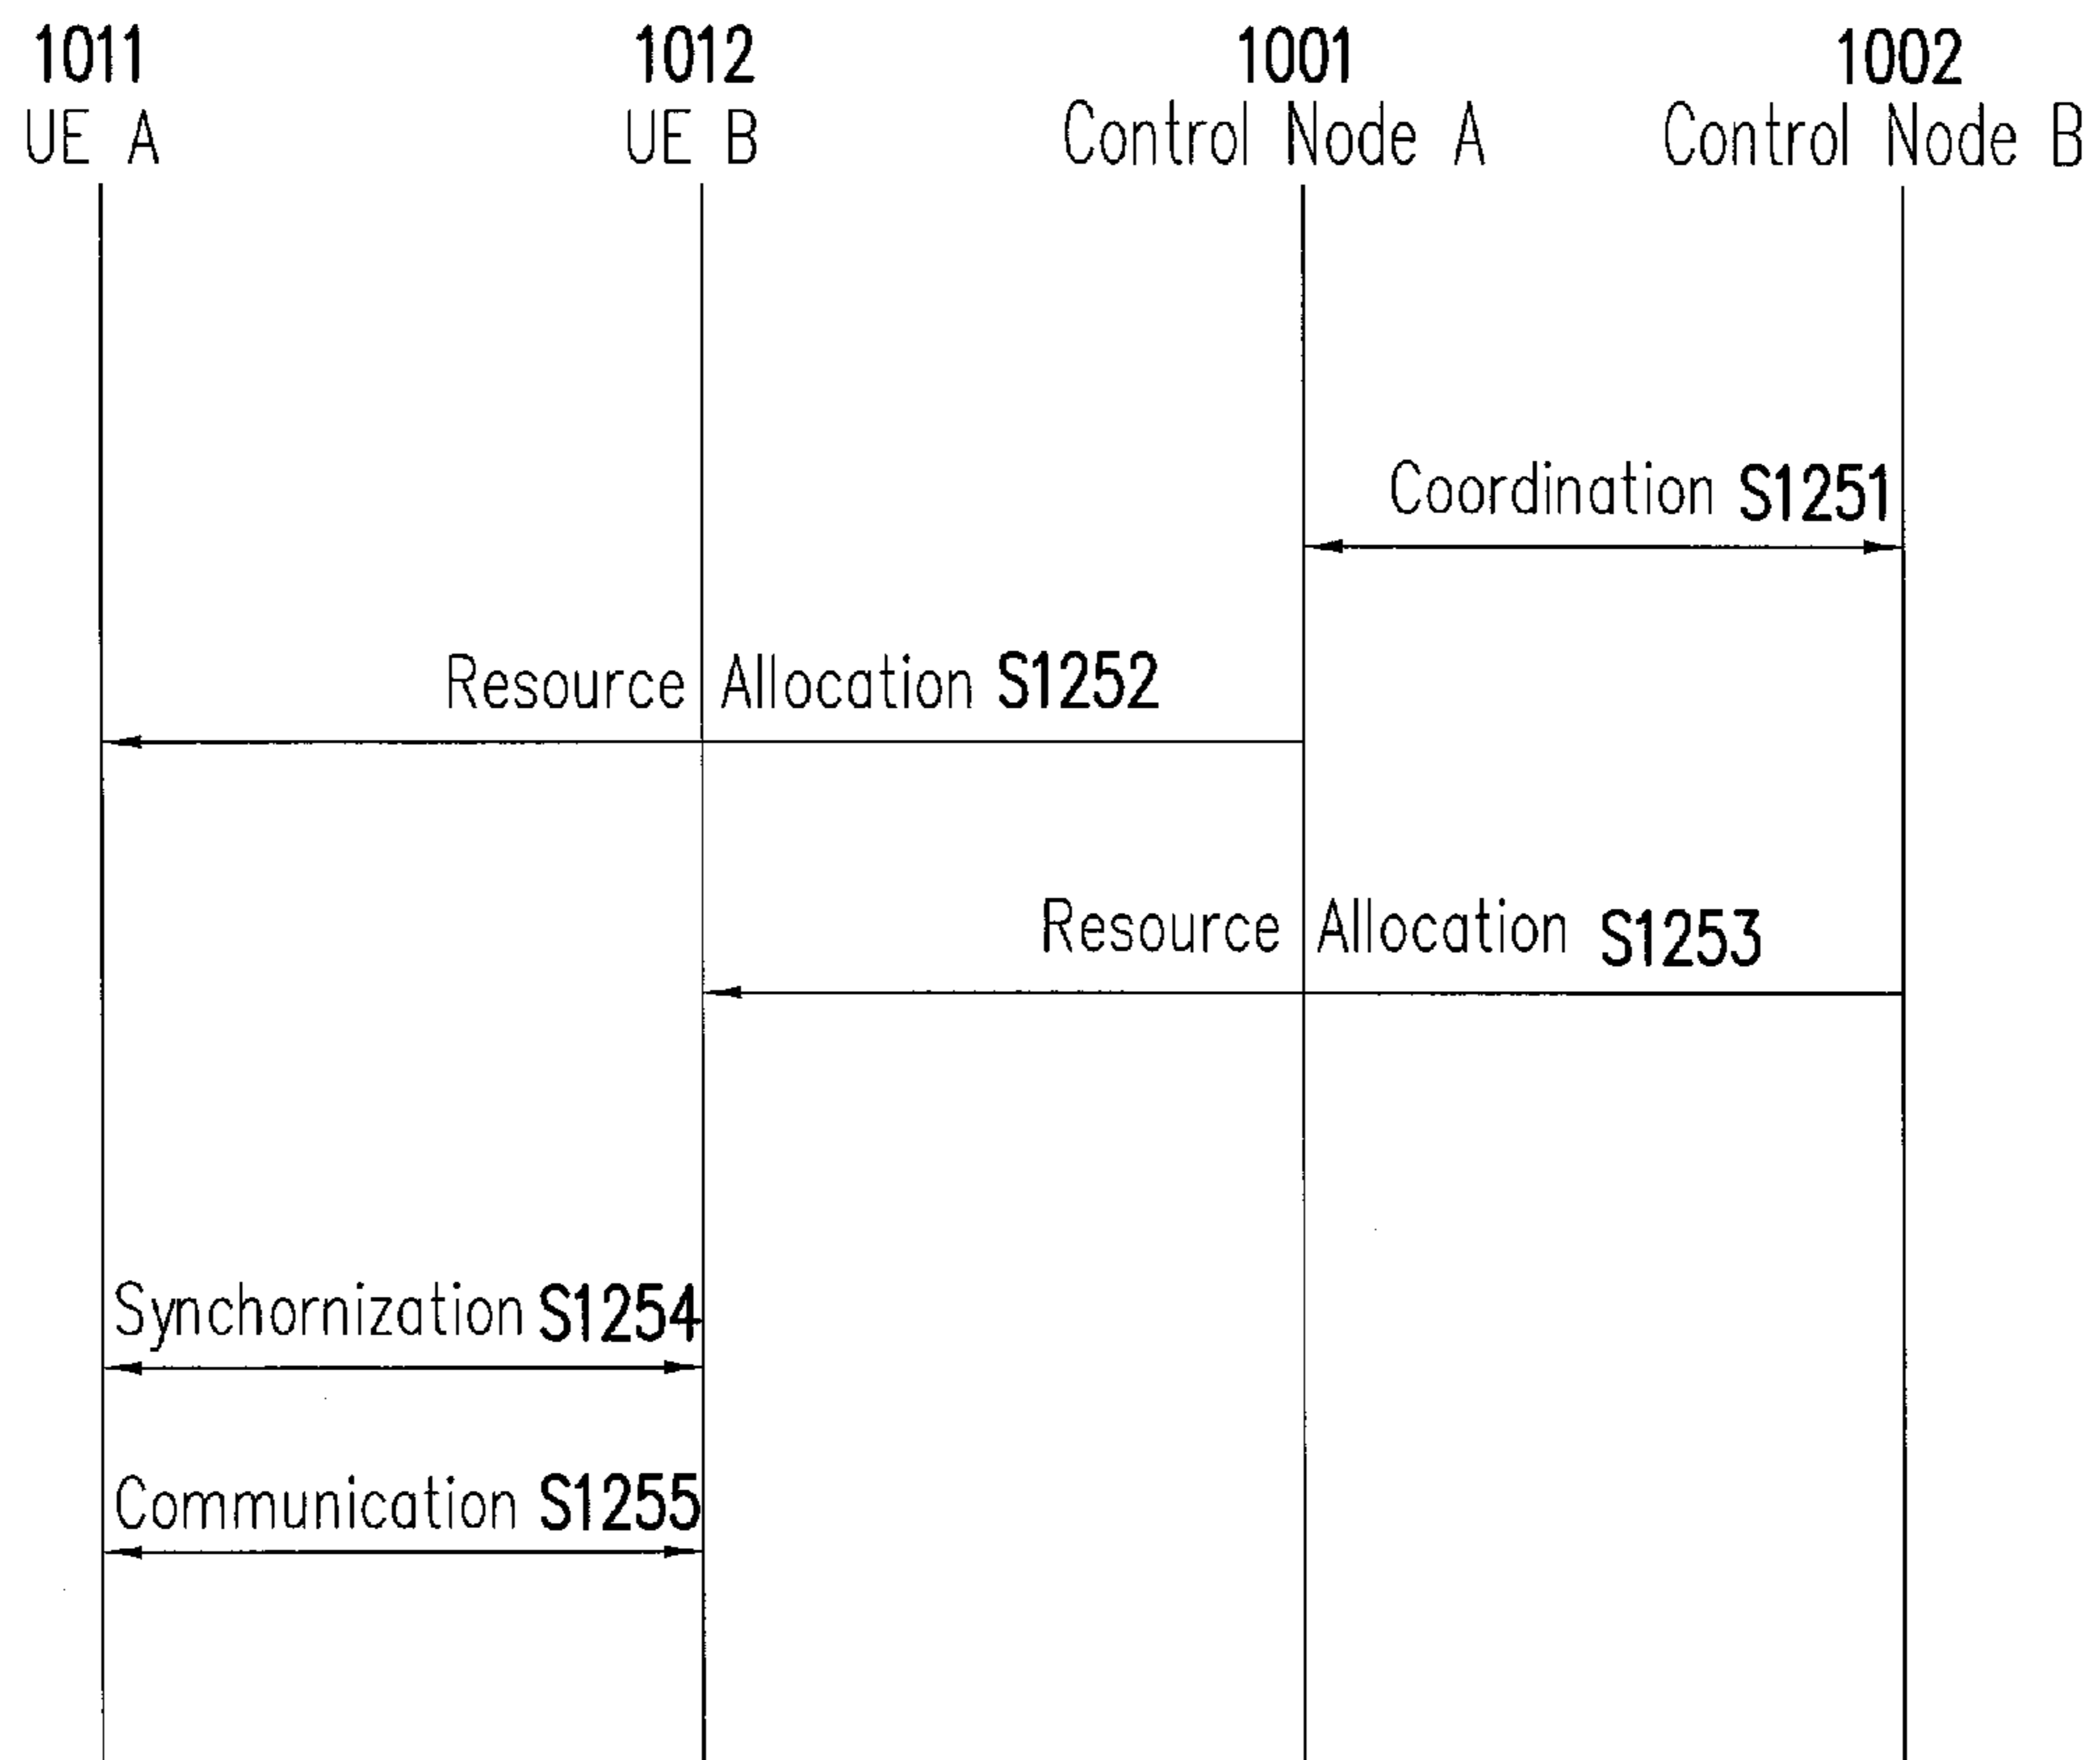 1011 1012 1001 1002
UE A UE B Control Node A Control Node B
Coordination S1251
Resource Allocation S1252
Resource Allocation S1253
Synchornization S1254
Communication S1255